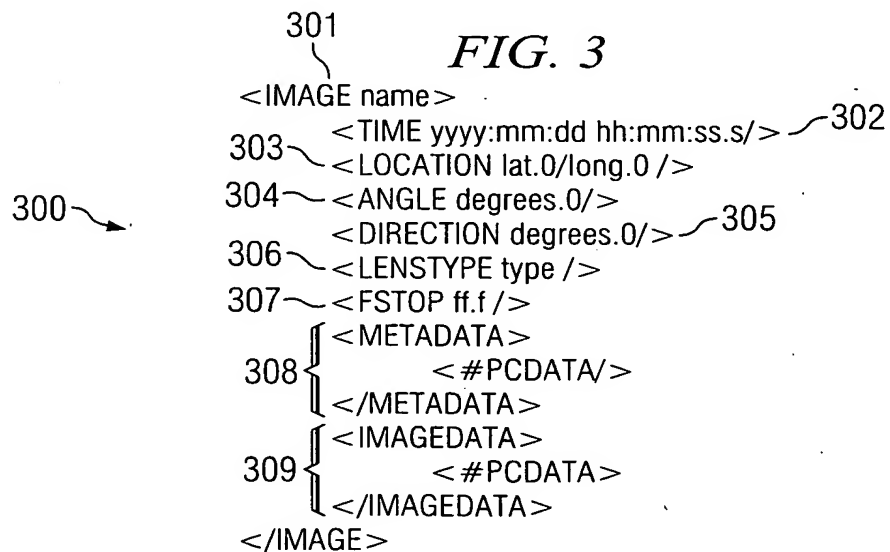 301
FIG. 3
<IMAGE name>
<TIME yyyy:mm:dd hh:mm:ss.s/> 302
303 <LOCATION lat.0/long.0 />
304 <ANGLE degrees.0/>
300
<DIRECTION degrees.0/> 305
306 <LENSTYPE type />
307 <FSTOP ff.f />
<METADATA>
308 <#PCDATA/>
</METADATA>
<IMAGEDATA>
309 <#PCDATA>
</IMAGEDATA>
</IMAGE>